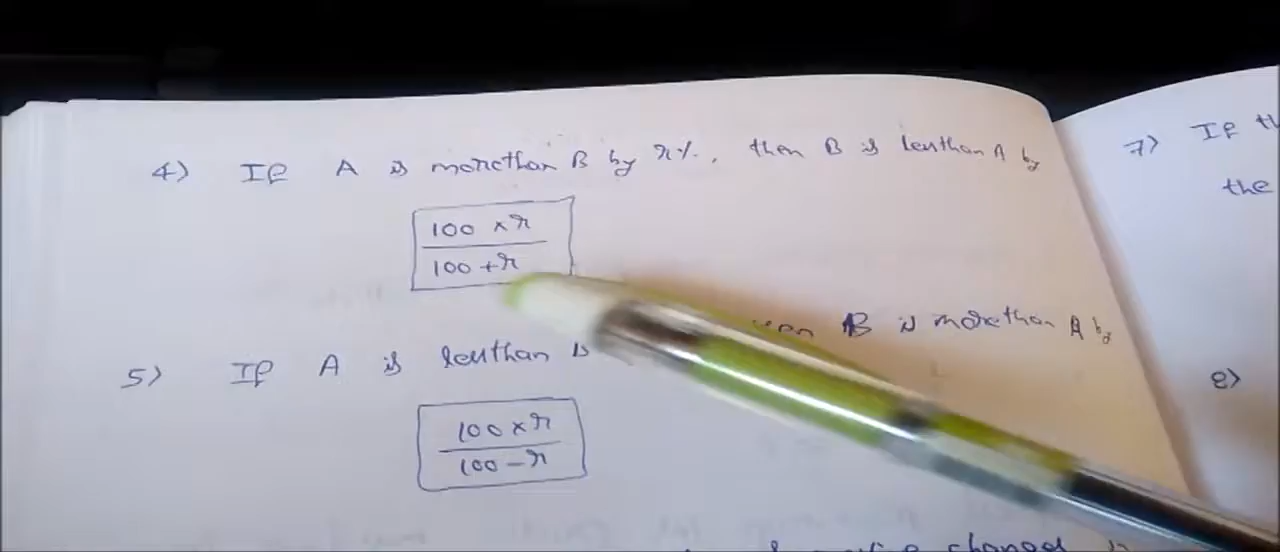 4) If A is morethan B by r%, then B is lessthan A by
100 × r
100 + r
5) If A is lessthan B B is morethan A by
100 × r
100 - r
changed
7) If
the
8)